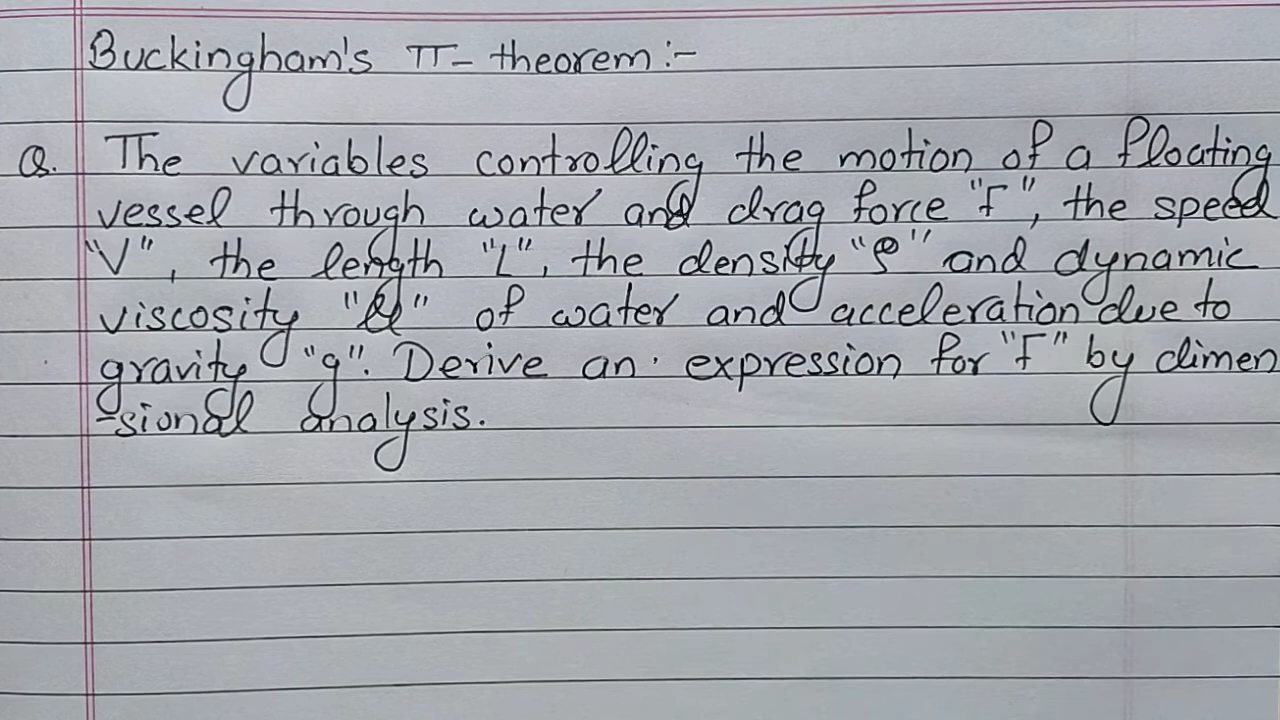 Buckingham's π- theorem:-
Q. The variables controlling the motion of a floating
vessel through water and drag force "F", the speed
"V", the length "L", the density "ρ" and dynamic
viscosity "μ" of water and acceleration due to
gravity "g". Derive an expression for "F" by dimen
-sional analysis.